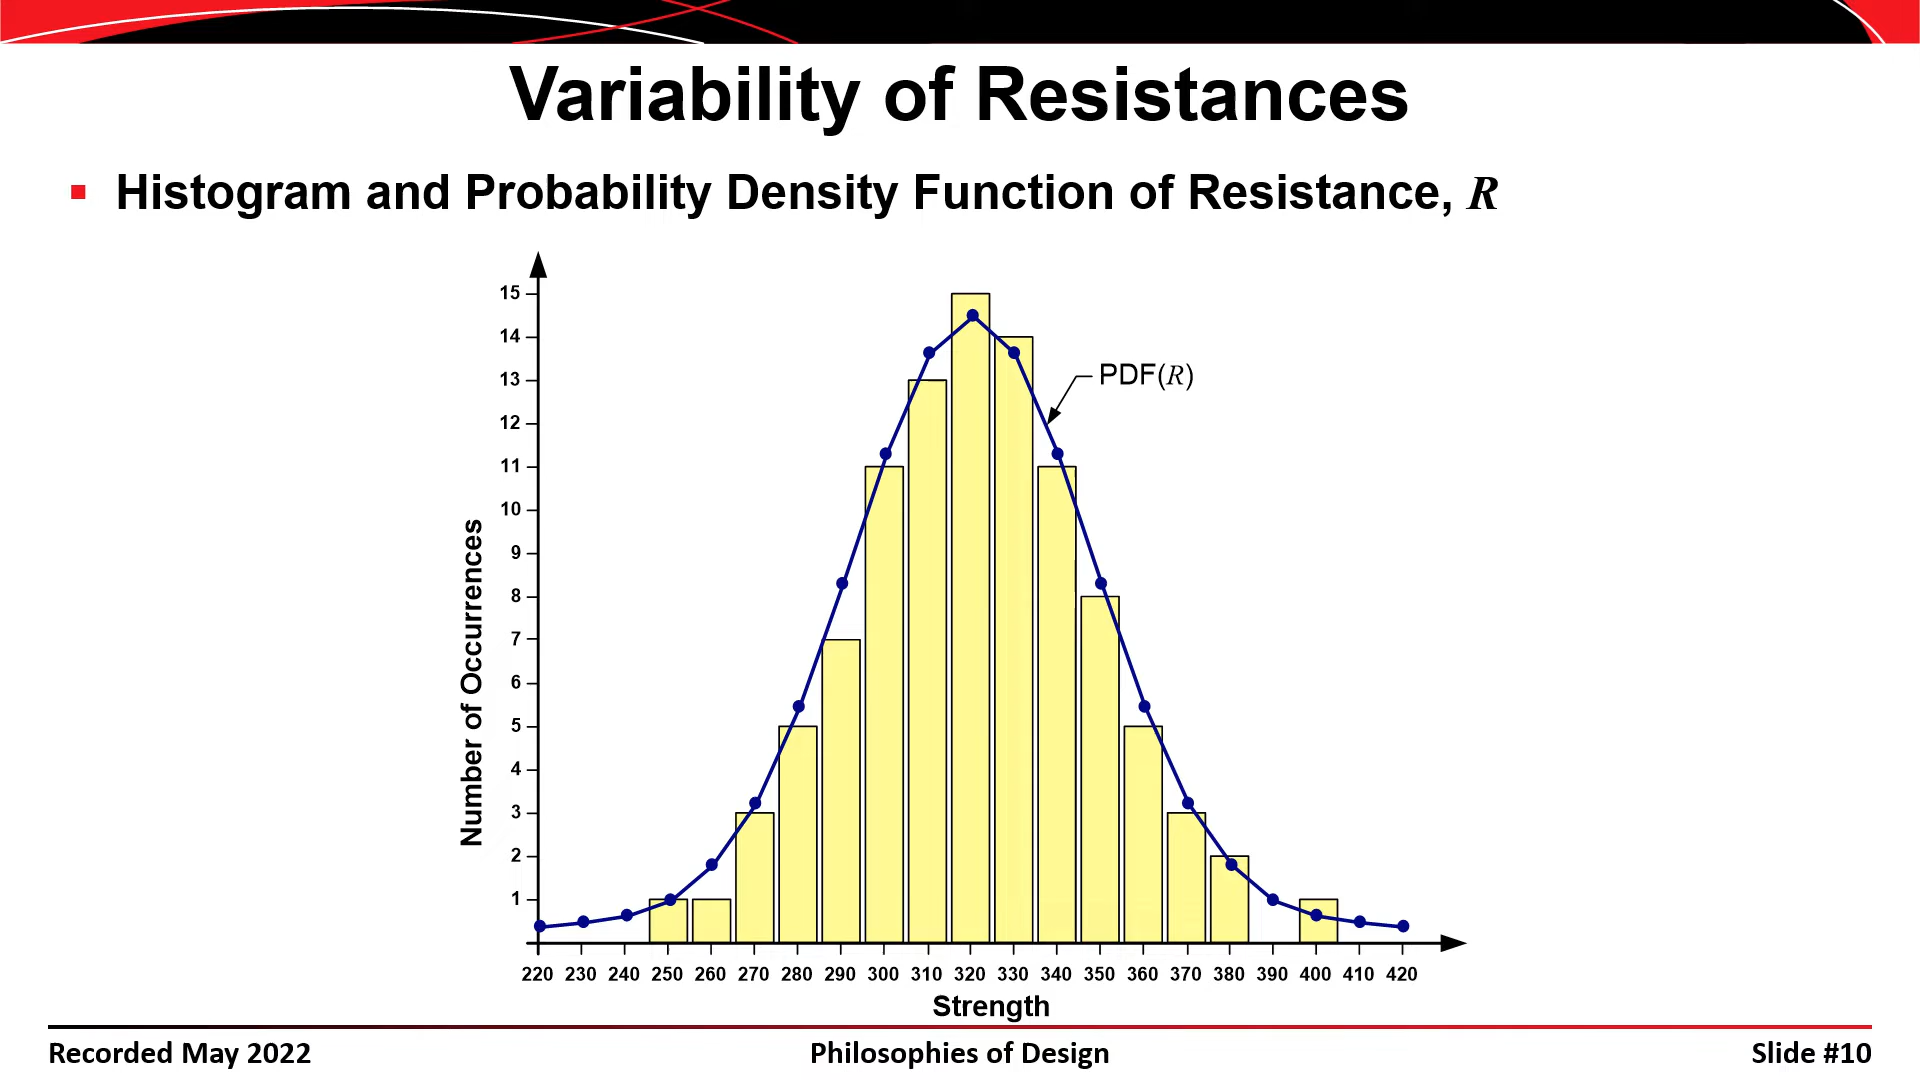 Variability of Resistances
Histogram and Probability Density Function of Resistance, R
15
14
13
12
11
10
9
8
7
6
5
4
3
2
1
Number of Occurrences
PDF(R)
220 230 240 250 260 270 280 290 300 310 320 330 340 350 360 370 380 390 400 410 420
Strength
Recorded May 2022 Philosophies of Design Slide #10